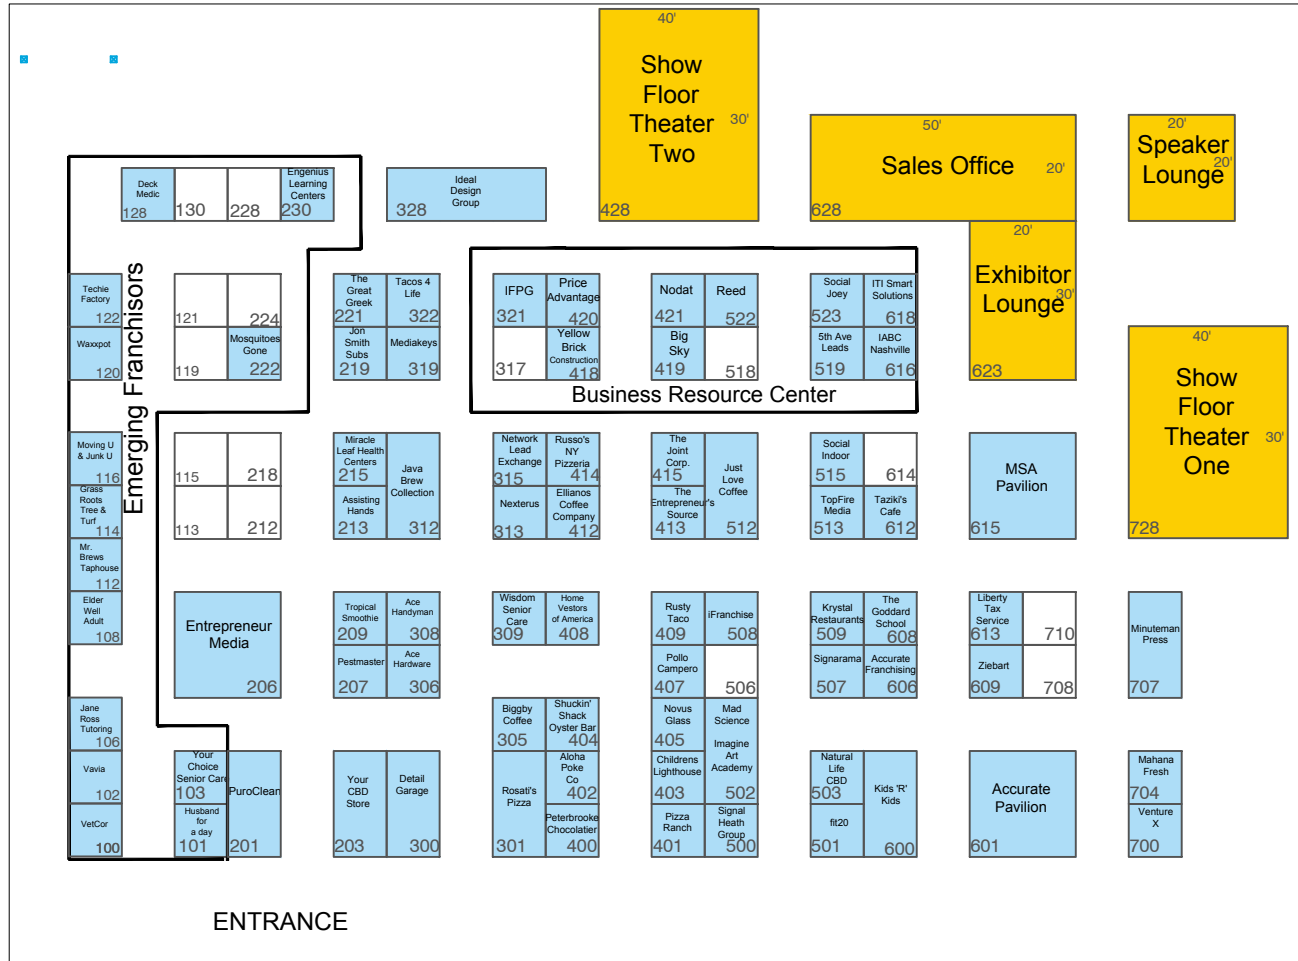 40'
Show
Floor
Theater
Two
30'
428
50'
Sales Office
20'
628
20'
Speaker
Lounge
20'
Deck
Medic
128
130
228
Engenius
Learning
Centers
230
Ideal
Design
Group
328
20'
Exhibitor
Lounge
30'
623
Emerging Franchisors
Techie
Factory
122
121
224
The
Great
Greek
221
Tacos 4
Life
322
IFPG
321
Price
Advantage
420
Nodat
421
Reed
522
Social
Joey
523
ITI Smart
Solutions
618
Waxxpot
120
119
Mosquitoes
Gone
222
Jon
Smith
Subs
219
Mediakeys
319
317
Yellow
Brick
Construction
418
Big
Sky
419
518
5th Ave
Leads
519
IABC
Nashville
616
Business Resource Center
40'
Show
Floor
Theater
One
30'
728
Moving U
& Junk U
116
115
218
Miracle
Leaf Health
Centers
215
Java
Brew
Collection
312
Network
Lead
Exchange
315
Russo's
NY
Pizzeria
414
The
Joint
Corp.
415
Just
Love
Coffee
512
Social
Indoor
515
614
MSA
Pavilion
615
Grass
Roots
Tree &
Turf
114
113
212
Assisting
Hands
213
Nexterus
313
Ellianos
Coffee
Company
412
The
Entrepreneur's
Source
413
TopFire
Media
513
Taziki's
Cafe
612
Mr.
Brews
Taphouse
112
Elder
Well
Adult
108
Entrepreneur
Media
206
Tropical
Smoothie
209
Ace
Handyman
308
Wisdom
Senior
Care
309
Home
Vestors
of America
408
Rusty
Taco
409
iFranchise
508
Krystal
Restaurants
509
The
Goddard
School
608
Liberty
Tax
Service
613
710
Minuteman
Press
707
Pestmaster
207
Ace
Hardware
306
Pollo
Campero
407
506
Signarama
507
Accurate
Franchising
606
Ziebart
609
708
Jane
Ross
Tutoring
106
Biggby
Coffee
305
Shuckin'
Shack
Oyster Bar
404
Novus
Glass
405
Mad
Science
Imagine
Art
Academy
502
Vavia
102
Your
Choice
Senior Care
103
PuroClean
201
Your
CBD
Store
203
Detail
Garage
300
Rosati's
Pizza
301
Aloha
Poke
Co
402
Childrens
Lighthouse
403
Natural
Life
CBD
503
Kids 'R'
Kids
600
Accurate
Pavilion
601
Mahana
Fresh
704
VetCor
100
Husband
for
a day
101
Peterbrooke
Chocolatier
400
Pizza
Ranch
401
Signal
Heath
Group
500
fit20
501
Venture
X
700
ENTRANCE